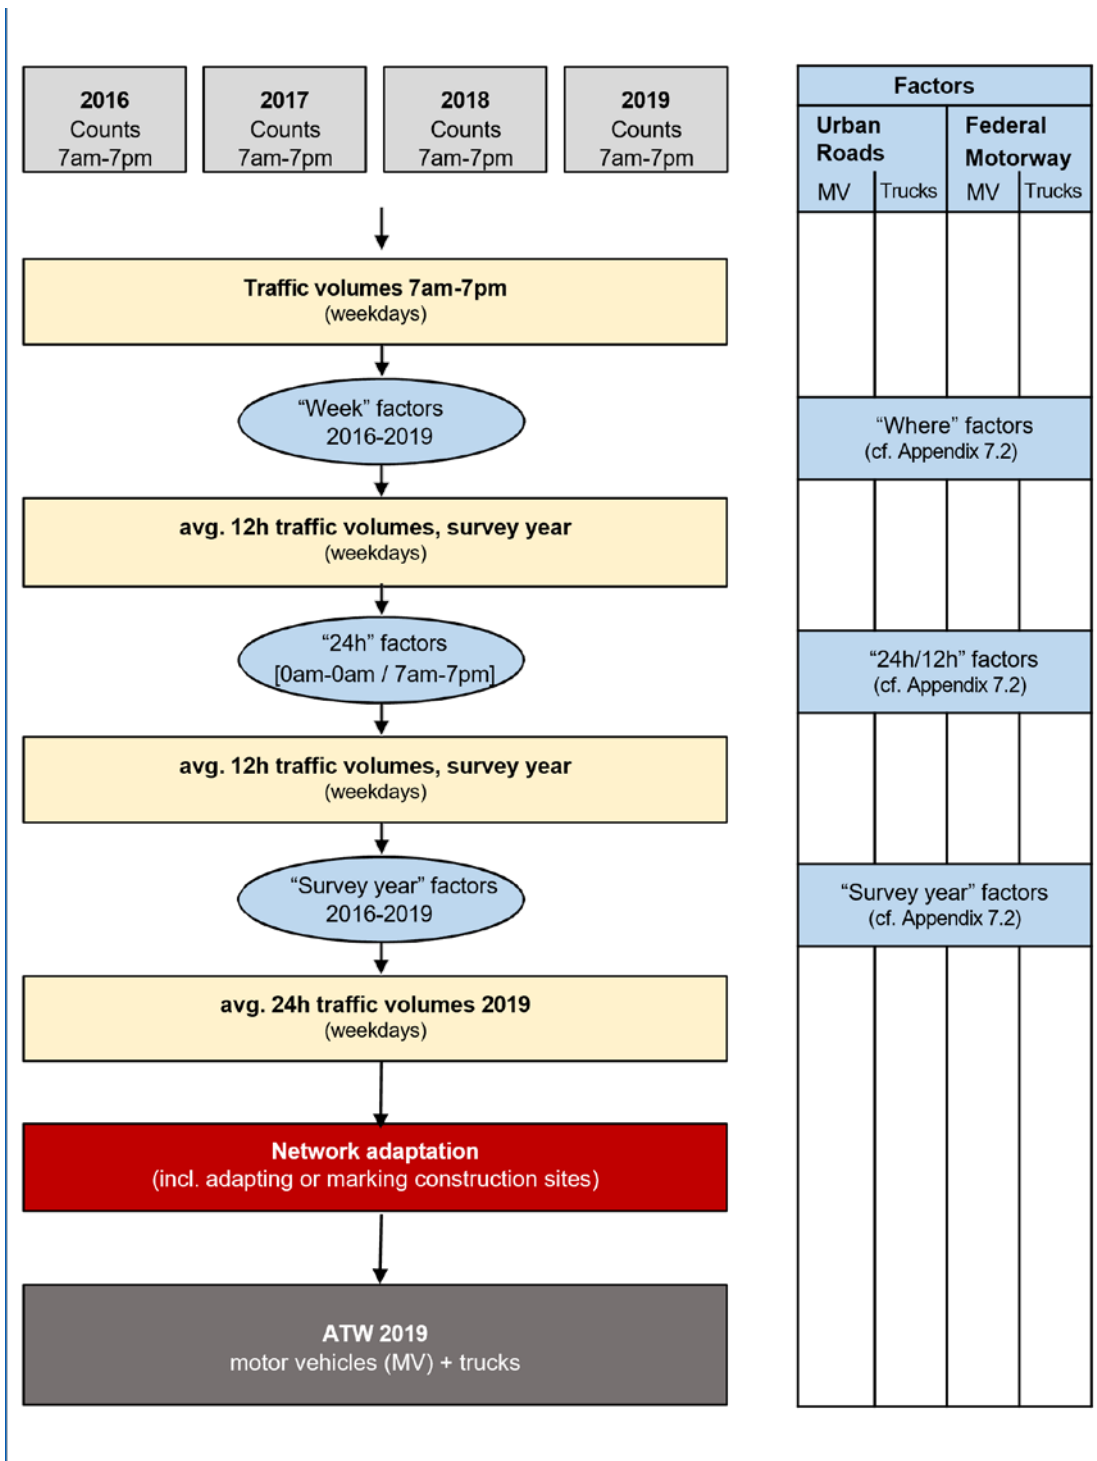 2016
Counts
7am-7pm
2017
Counts
7am-7pm
2018
Counts
7am-7pm
2019
Counts
7am-7pm
Traffic volumes 7am-7pm
(weekdays)
“Week” factors
2016-2019
avg. 12h traffic volumes, survey year
(weekdays)
“24h” factors
[0am-0am / 7am-7pm]
avg. 12h traffic volumes, survey year
(weekdays)
“Survey year” factors
2016-2019
avg. 24h traffic volumes 2019
(weekdays)
Network adaptation
(incl. adapting or marking construction sites)
ATW 2019
motor vehicles (MV) + trucks
Factors
Urban
Roads
Federal
Motorway
MV Trucks MV Trucks
“Where” factors
(cf. Appendix 7.2)
“24h/12h” factors
(cf. Appendix 7.2)
“Survey year” factors
(cf. Appendix 7.2)